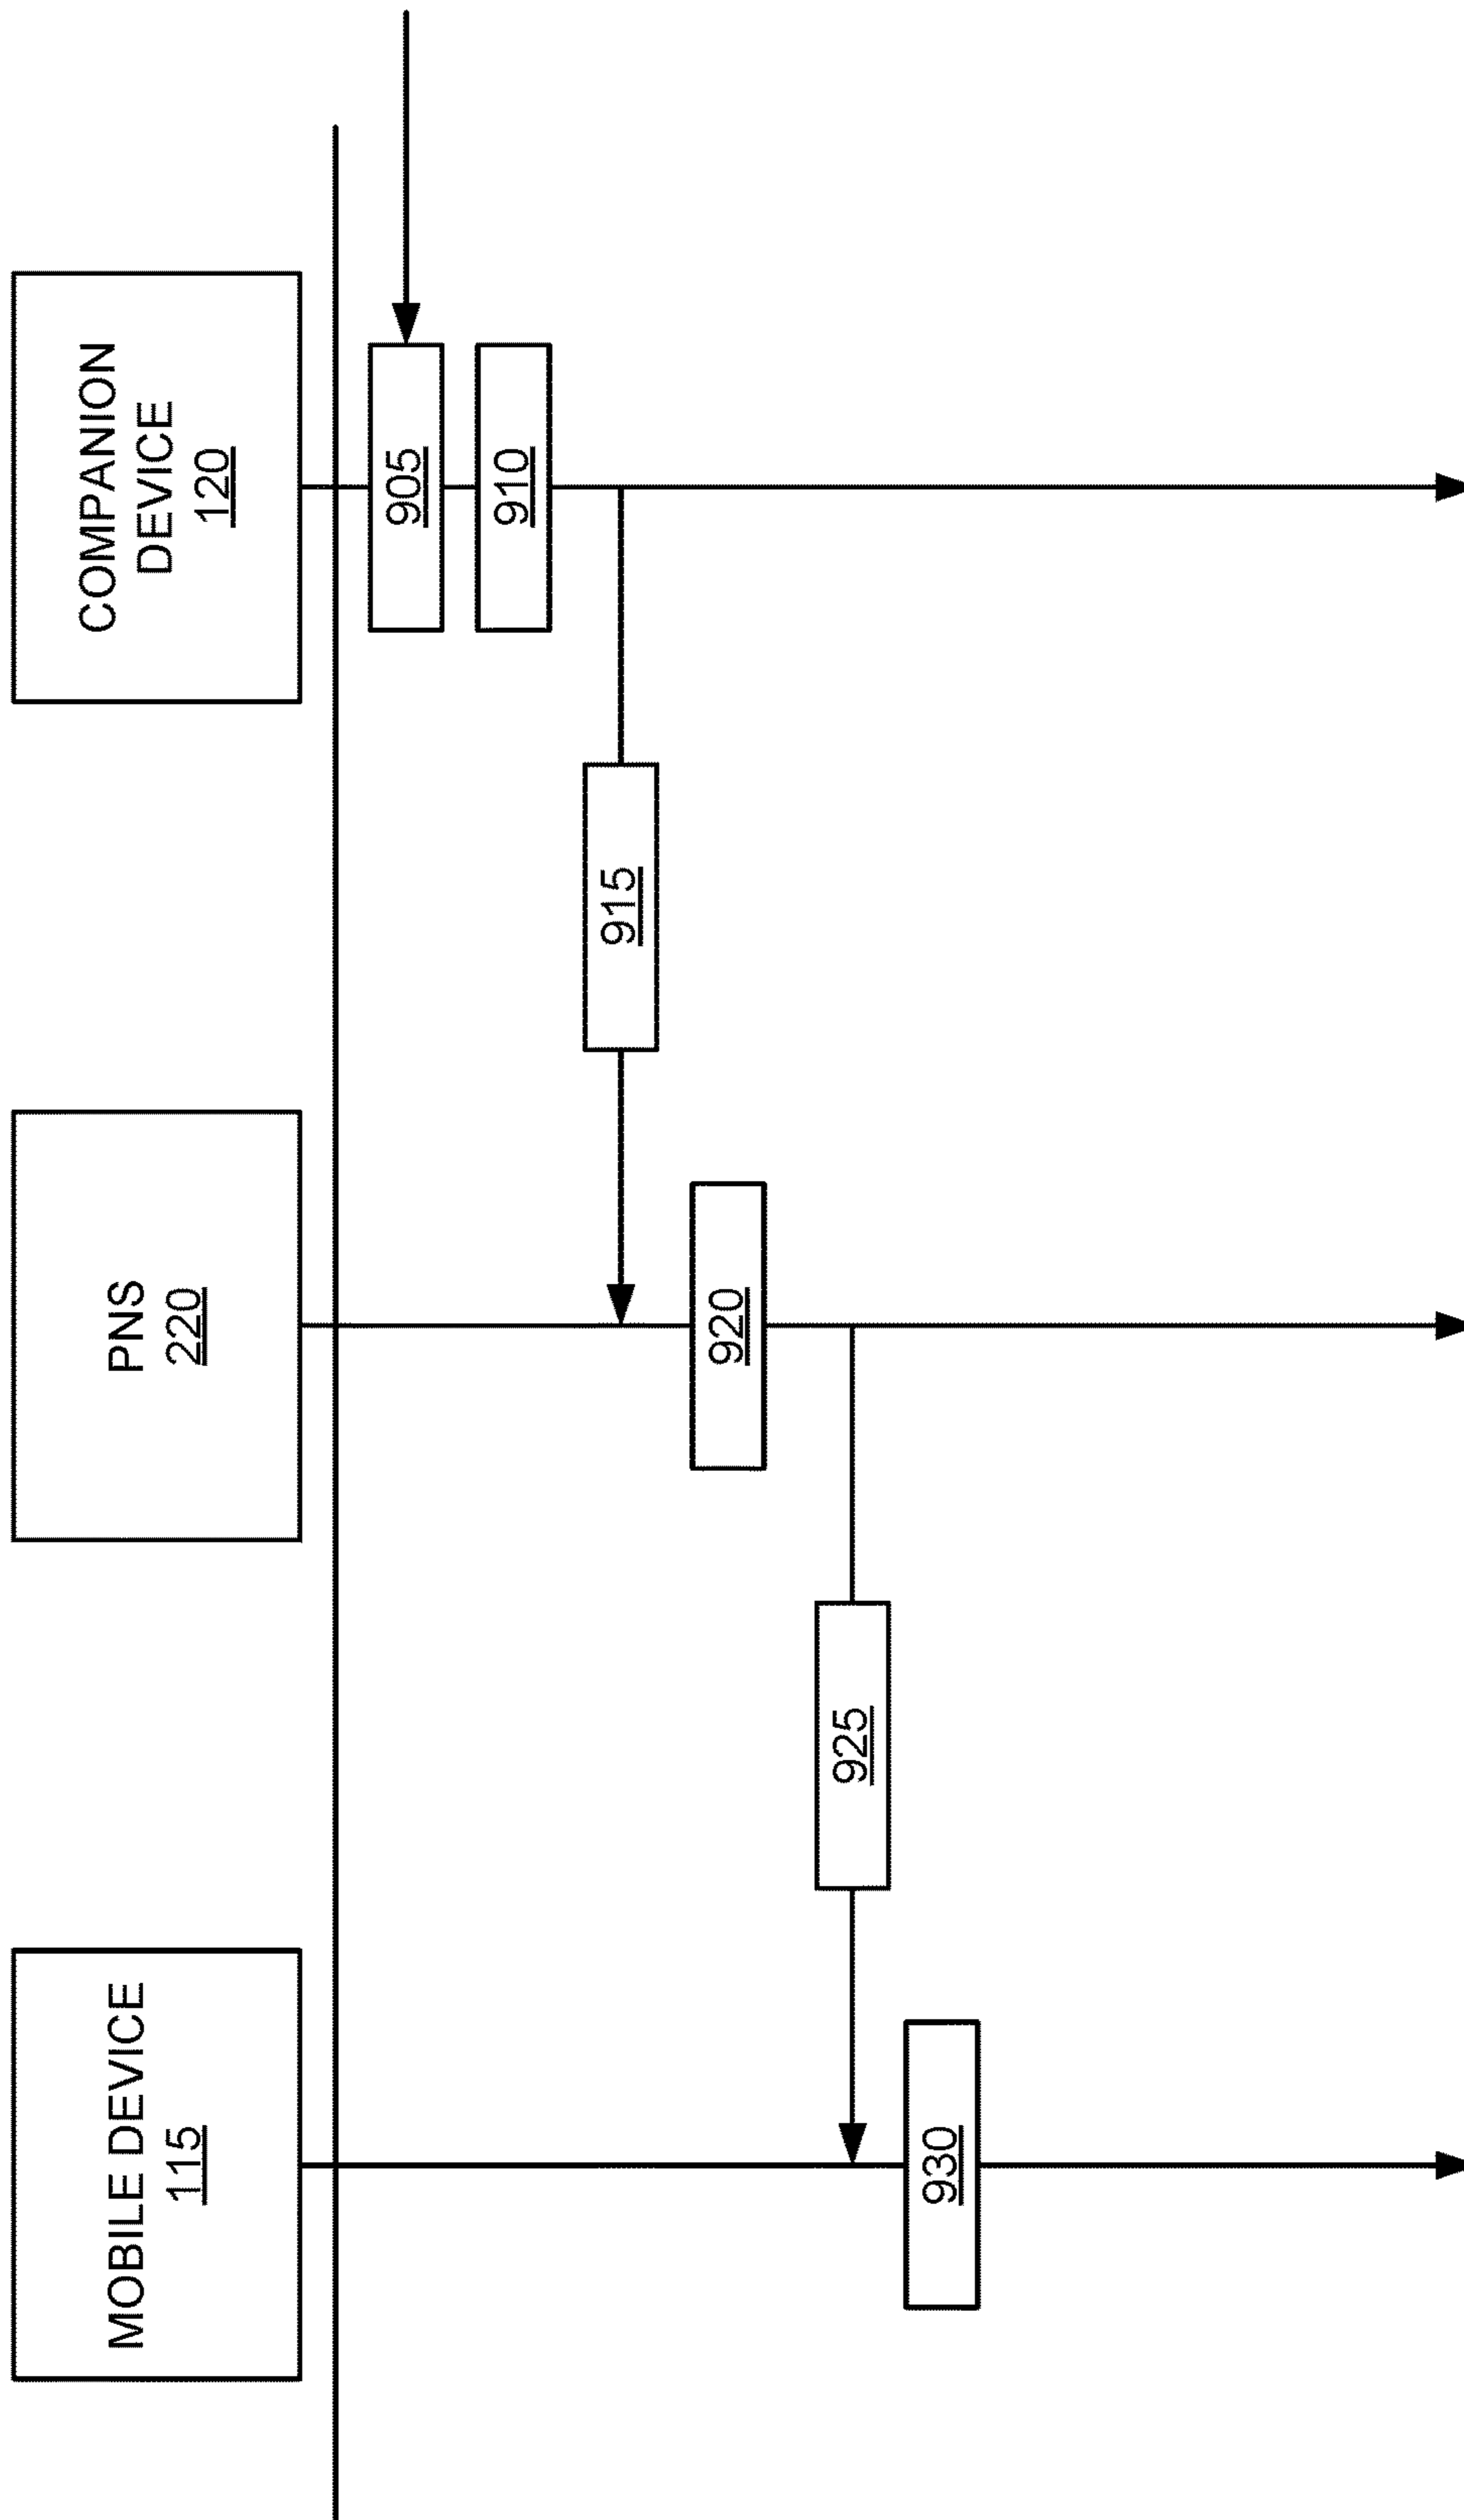 MOBILE DEVICE
115
PNS
220
COMPANION
DEVICE
120
905
910
915
920
925
930